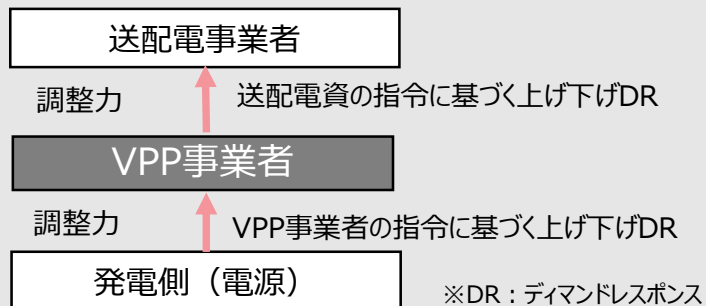 送配電事業者
調整力 送配電資の指令に基づく上げ下げDR
VPP事業者
調整力 VPP事業者の指令に基づく上げ下げDR
発電側（電源） ※DR：ディマンドレスポンス